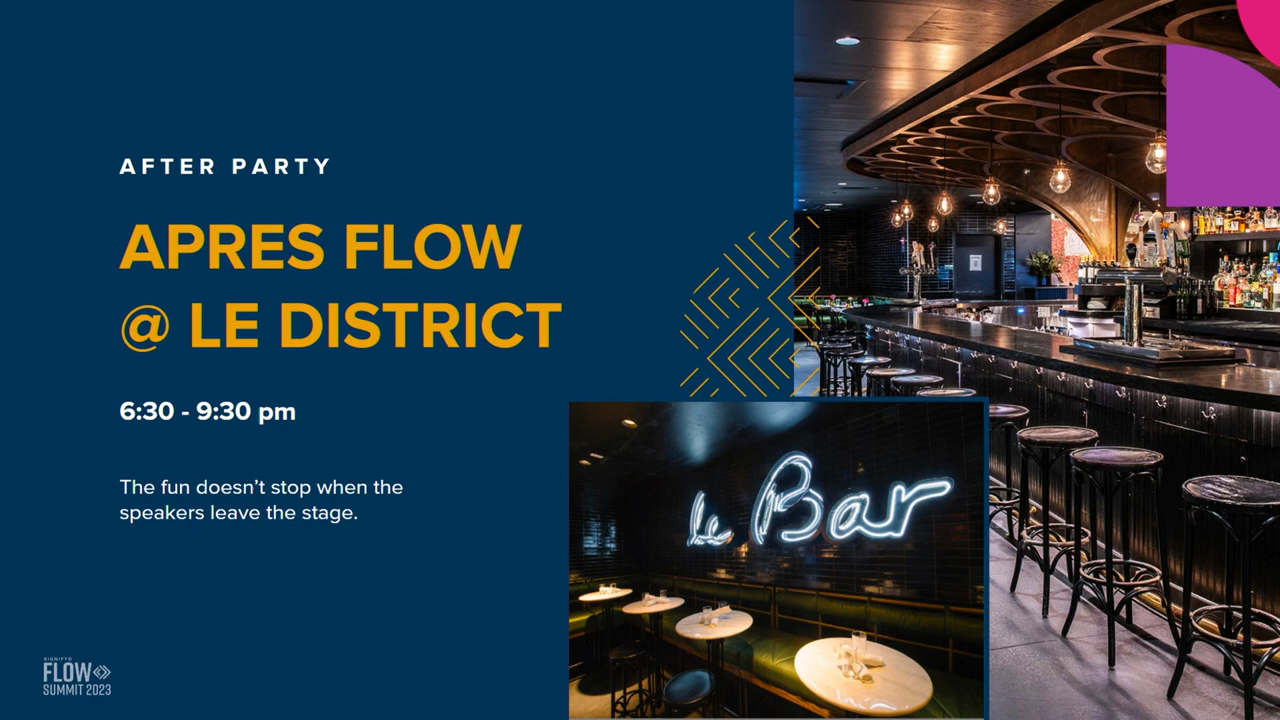 AFTER PARTY
APRES FLOW
@ LE DISTRICT
6:30 - 9:30 pm
The fun doesn’t stop when the
speakers leave the stage.
le Bar
SIGNIFYD
FLOW
SUMMIT 2023